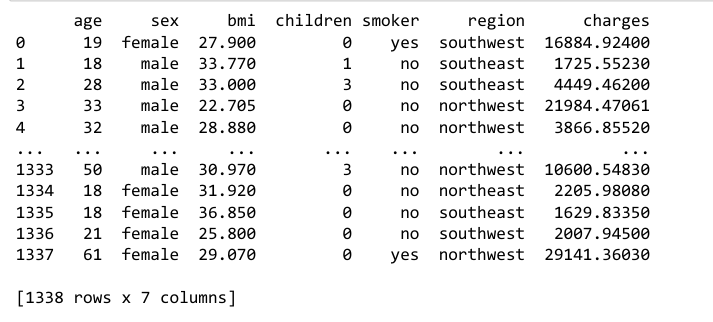 age sex bmi children smoker region charges
0 19 female 27.900 0 yes southwest 16884.92400
1 18 male 33.770 1 no southeast 1725.55230
2 28 male 33.000 3 no southeast 4449.46200
3 33 male 22.705 0 no northwest 21984.47061
4 32 male 28.880 0 no northwest 3866.85520
... ... ... ... ... ... ... ...
1333 50 male 30.970 3 no northwest 10600.54830
1334 18 female 31.920 0 no northeast 2205.98080
1335 18 female 36.850 0 no southeast 1629.83350
1336 21 female 25.800 0 no southwest 2007.94500
1337 61 female 29.070 0 yes northwest 29141.36030
[1338 rows x 7 columns]